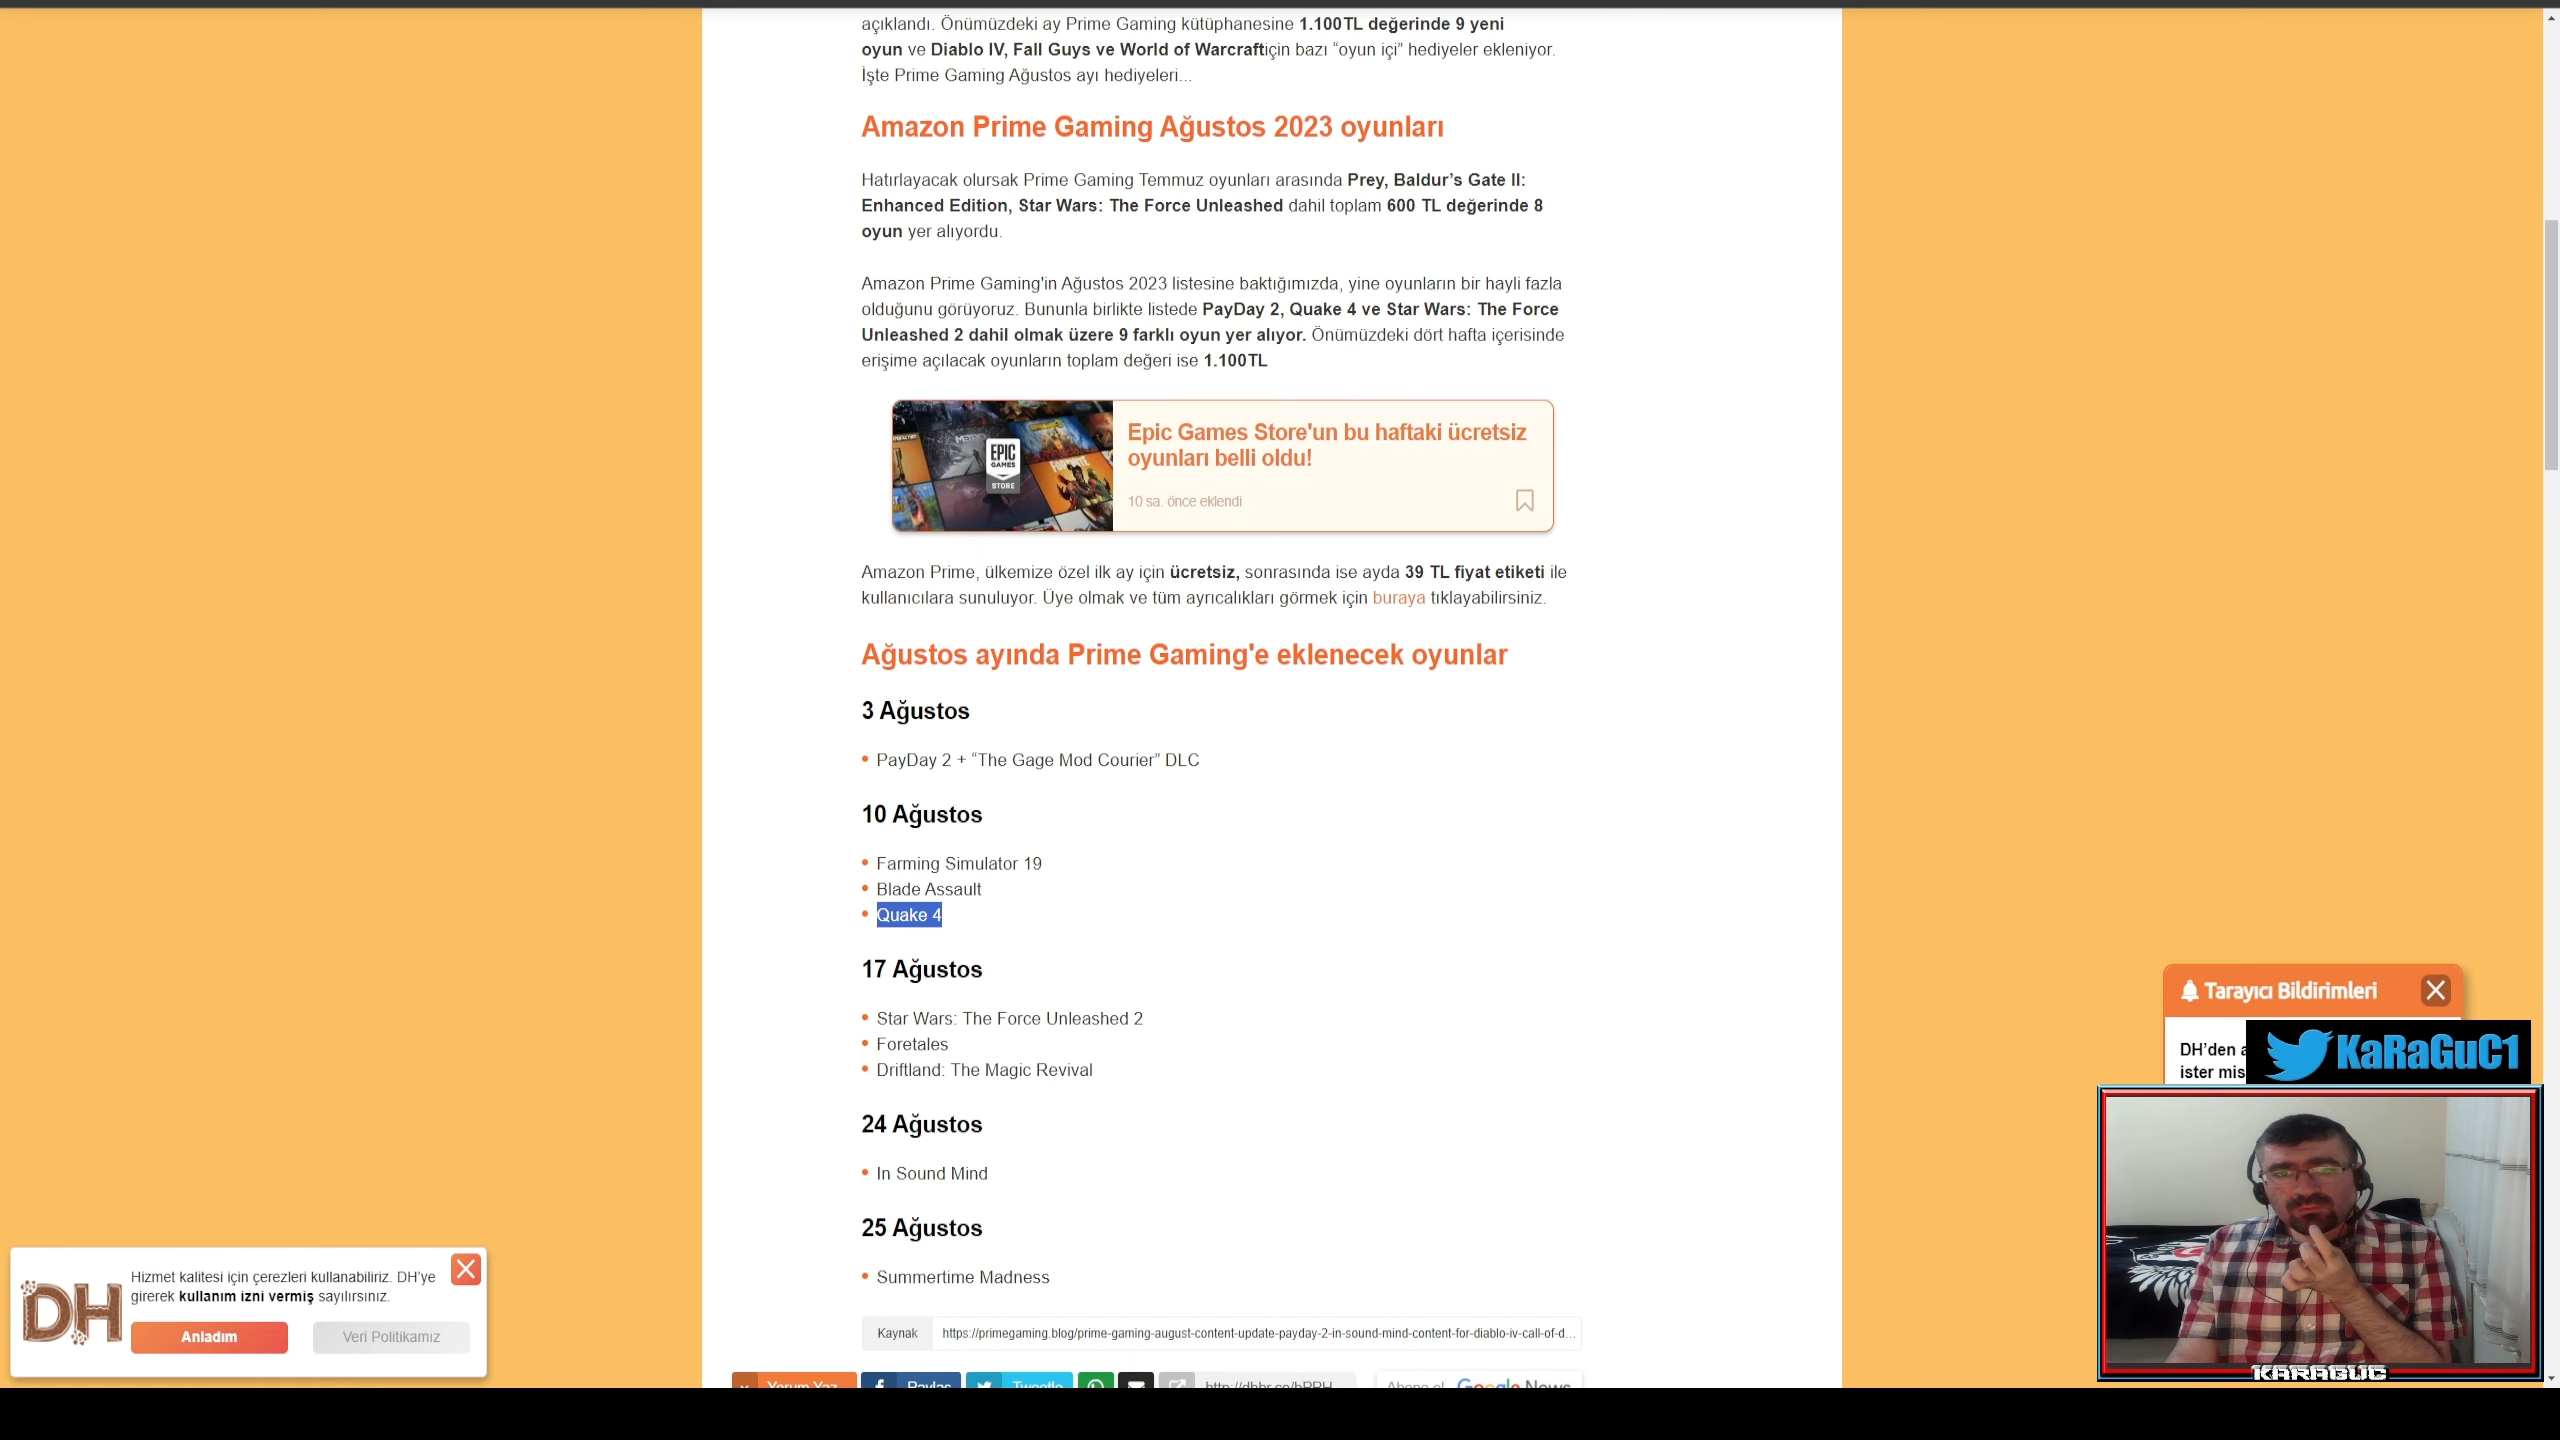 açıklandı. Önümüzdeki ay Prime Gaming kütüphanesine 1.100TL değerinde 9 yeni
oyun ve Diablo IV, Fall Guys ve World of Warcraftiçin bazı “oyun içi” hediyeler ekleniyor.
İşte Prime Gaming Ağustos ayı hediyeleri...
Amazon Prime Gaming Ağustos 2023 oyunları
Hatırlayacak olursak Prime Gaming Temmuz oyunları arasında Prey, Baldur’s Gate II:
Enhanced Edition, Star Wars: The Force Unleashed dahil toplam 600 TL değerinde 8
oyun yer alıyordu.
Amazon Prime Gaming'in Ağustos 2023 listesine baktığımızda, yine oyunların bir hayli fazla
olduğunu görüyoruz. Bununla birlikte listede PayDay 2, Quake 4 ve Star Wars: The Force
Unleashed 2 dahil olmak üzere 9 farklı oyun yer alıyor. Önümüzdeki dört hafta içerisinde
erişime açılacak oyunların toplam değeri ise 1.100TL
EPIC
GAMES
STORE
Epic Games Store'un bu haftaki ücretsiz
oyunları belli oldu!
10 sa. önce eklendi
Amazon Prime, ülkemize özel ilk ay için ücretsiz, sonrasında ise ayda 39 TL fiyat etiketi ile
kullanıcılara sunuluyor. Üye olmak ve tüm ayrıcalıkları görmek için buraya tıklayabilirsiniz.
Ağustos ayında Prime Gaming'e eklenecek oyunlar
3 Ağustos
• PayDay 2 + “The Gage Mod Courier” DLC
10 Ağustos
• Farming Simulator 19
• Blade Assault
• Quake 4
17 Ağustos
• Star Wars: The Force Unleashed 2
• Foretales
• Driftland: The Magic Revival
24 Ağustos
• In Sound Mind
25 Ağustos
• Summertime Madness
Kaynak https://primegaming.blog/prime-gaming-august-content-update-payday-2-in-sound-mind-content-for-diablo-iv-call-of-d...
Yorum Yaz Paylaş Tweetle http://dhbr.co/bPPH Abone ol Google News
DH
Hizmet kalitesi için çerezleri kullanabiliriz. DH'ye
girerek kullanım izni vermiş sayılırsınız.
Anladım Veri Politikamız
Tarayıcı Bildirimleri
DH’den a
ister mis
KaRaGuC1
KARAGUC